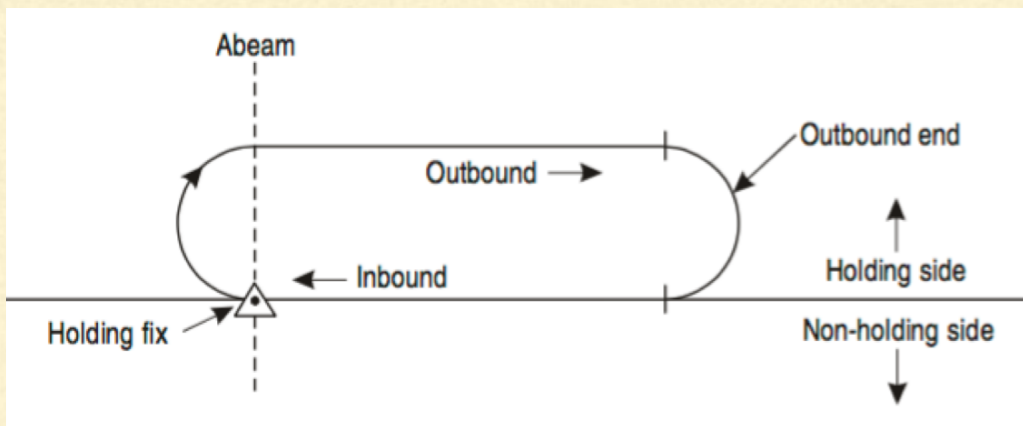 Abeam
Outbound end
Outbound
Inbound
Holding side
Holding fix
Non-holding side